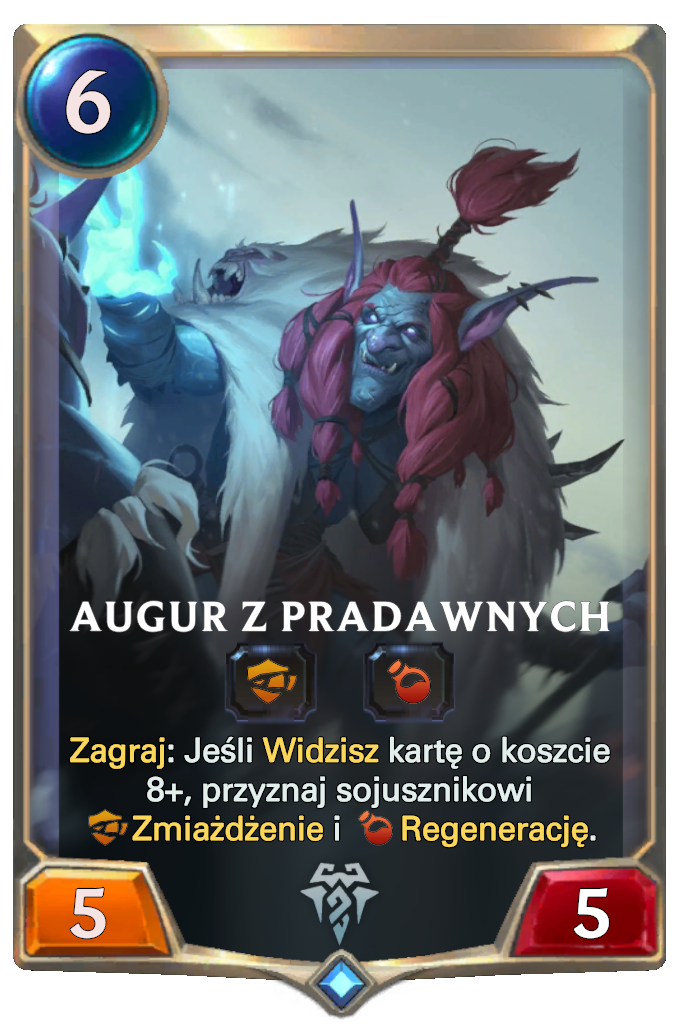 6
AUGUR Z PRADAWNYCH
Zagraj: Jeśli Widzisz kartę o koszcie
8+, przyznaj sojusznikowi
Zmiażdżenie i Regenerację.
5
5